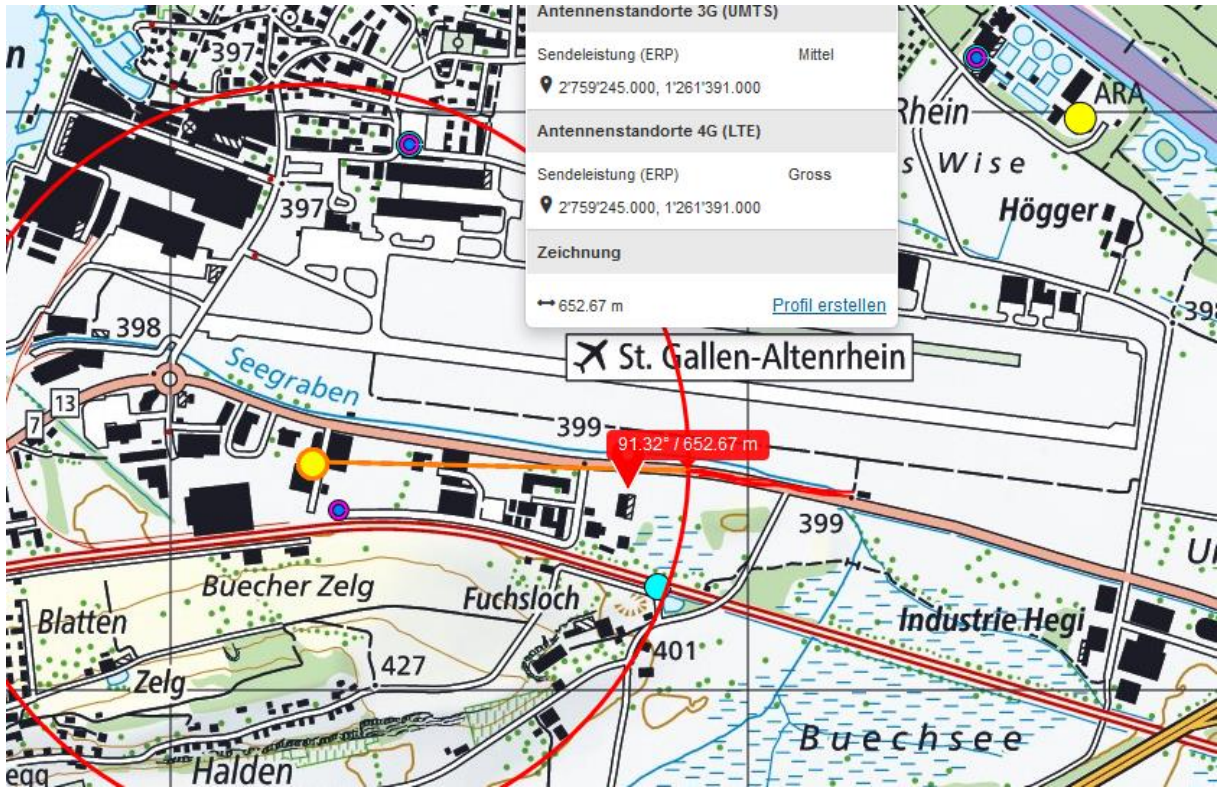 Antennenstandorte 3G (UMTS)
Sendeleistung (ERP) Mittel
2'759'245.000, 1'261'391.000
Antennenstandorte 4G (LTE)
Sendeleistung (ERP) Gross
2'759'245.000, 1'261'391.000
Zeichnung
652.67 m Profil erstellen
397
n
ARA
Rhein
s Wise
Högger
397
398
398
St. Gallen-Altenrhein
Seegraben
13
7
399
91.32° / 652.67 m
399
Buecher Zelg
Fuchsloch
Blatten
Industrie Hegi
401
427
Zelg
Buechsee
Halden
egg